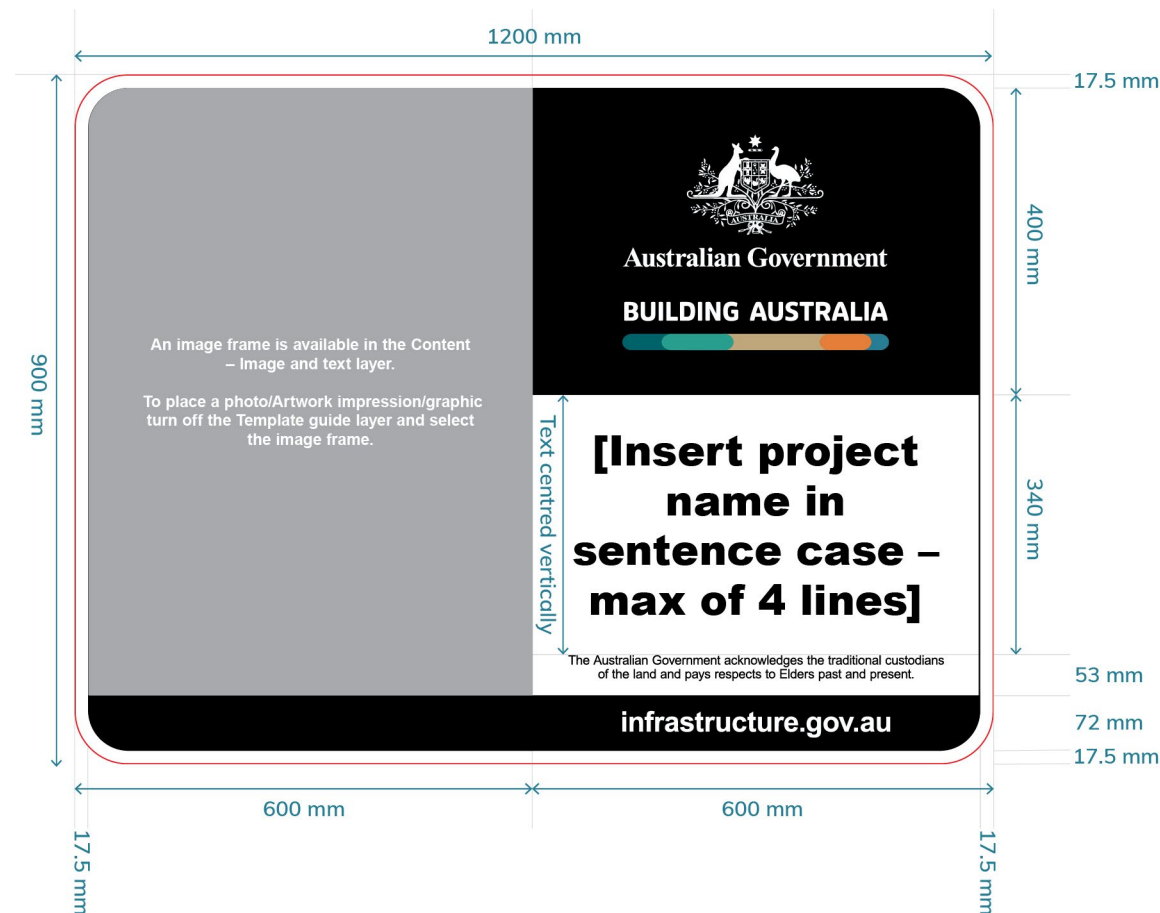 1200 mm
17.5 mm
AUSTRALIA
Australian Government
BUILDING AUSTRALIA
400 mm
An image frame is available in the Content
– Image and text layer.
To place a photo/Artwork impression/graphic
turn off the Template guide layer and select
the image frame.
900 mm
Text centred vertically
[Insert project
name in
sentence case –
max of 4 lines]
340 mm
The Australian Government acknowledges the traditional custodians
of the land and pays respects to Elders past and present.
53 mm
infrastructure.gov.au
72 mm
17.5 mm
600 mm
600 mm
17.5 mm
17.5 mm